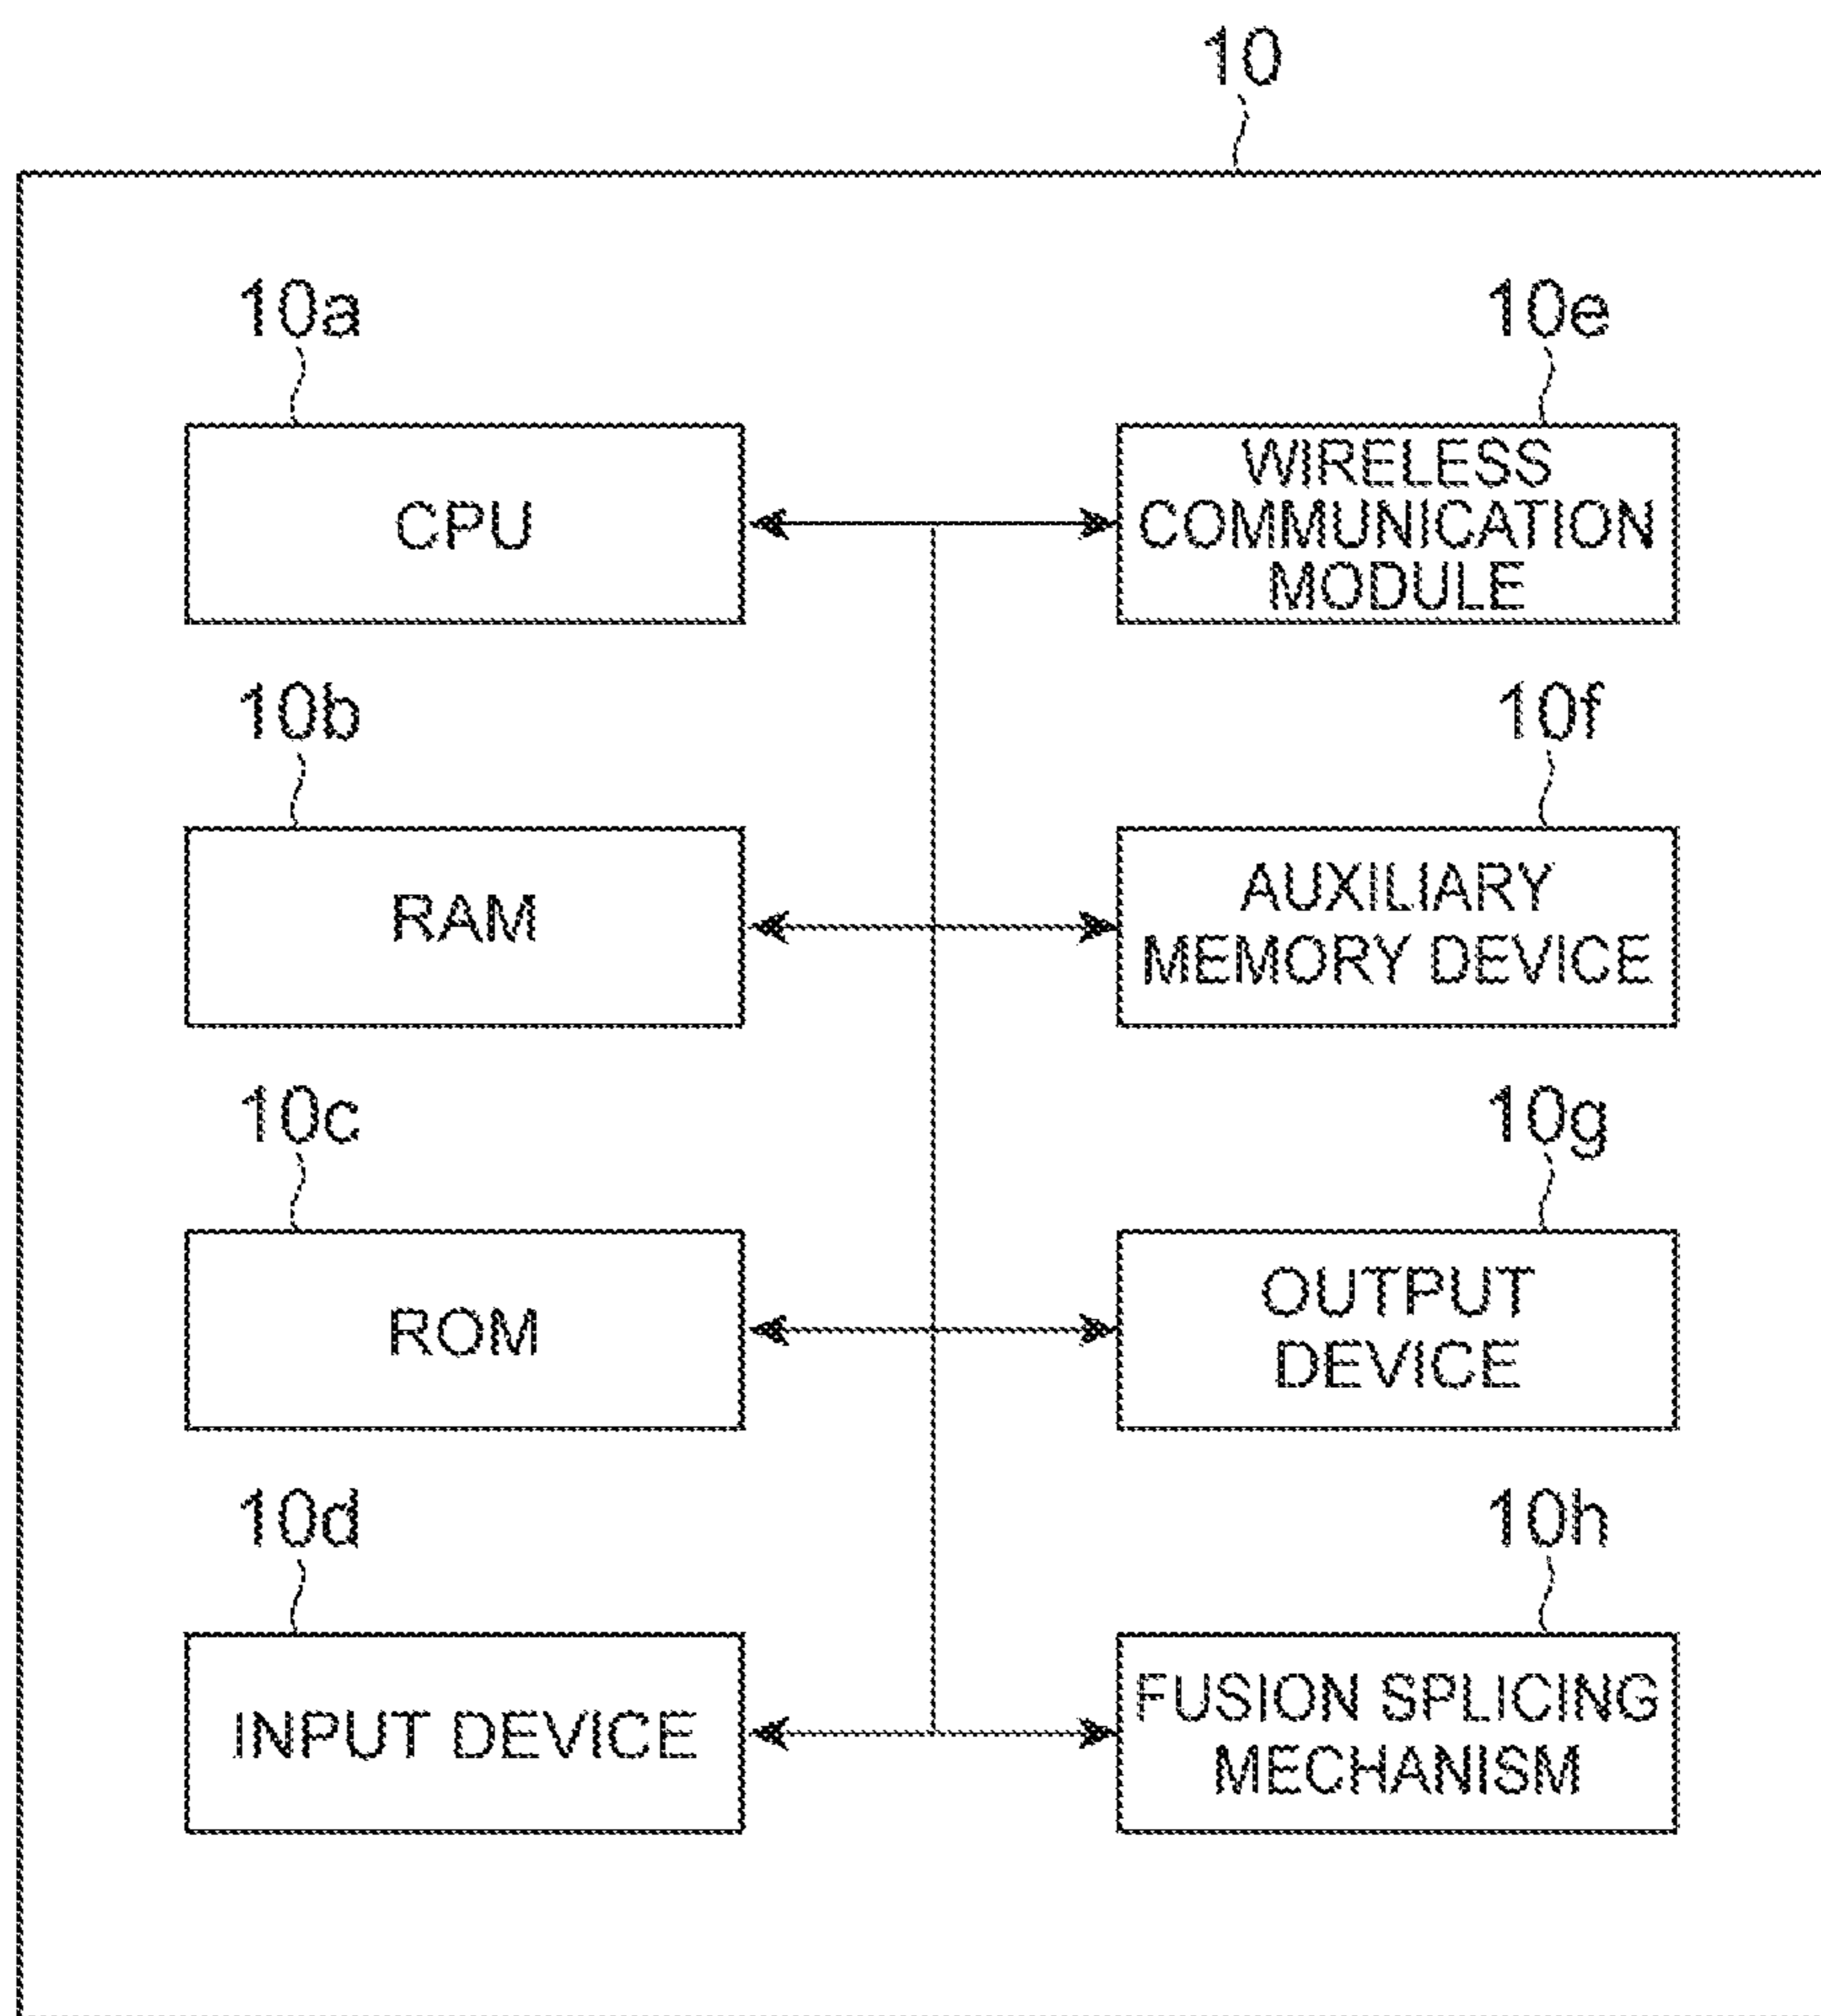 10
10a
10e
CPU
WIRELESS
COMMUNICATION
MODULE
10b
10f
RAM
AUXILIARY
MEMORY DEVICE
10c
10g
ROM
OUTPUT
DEVICE
10d
10h
INPUT DEVICE
FUSION SPLICING
MECHANISM